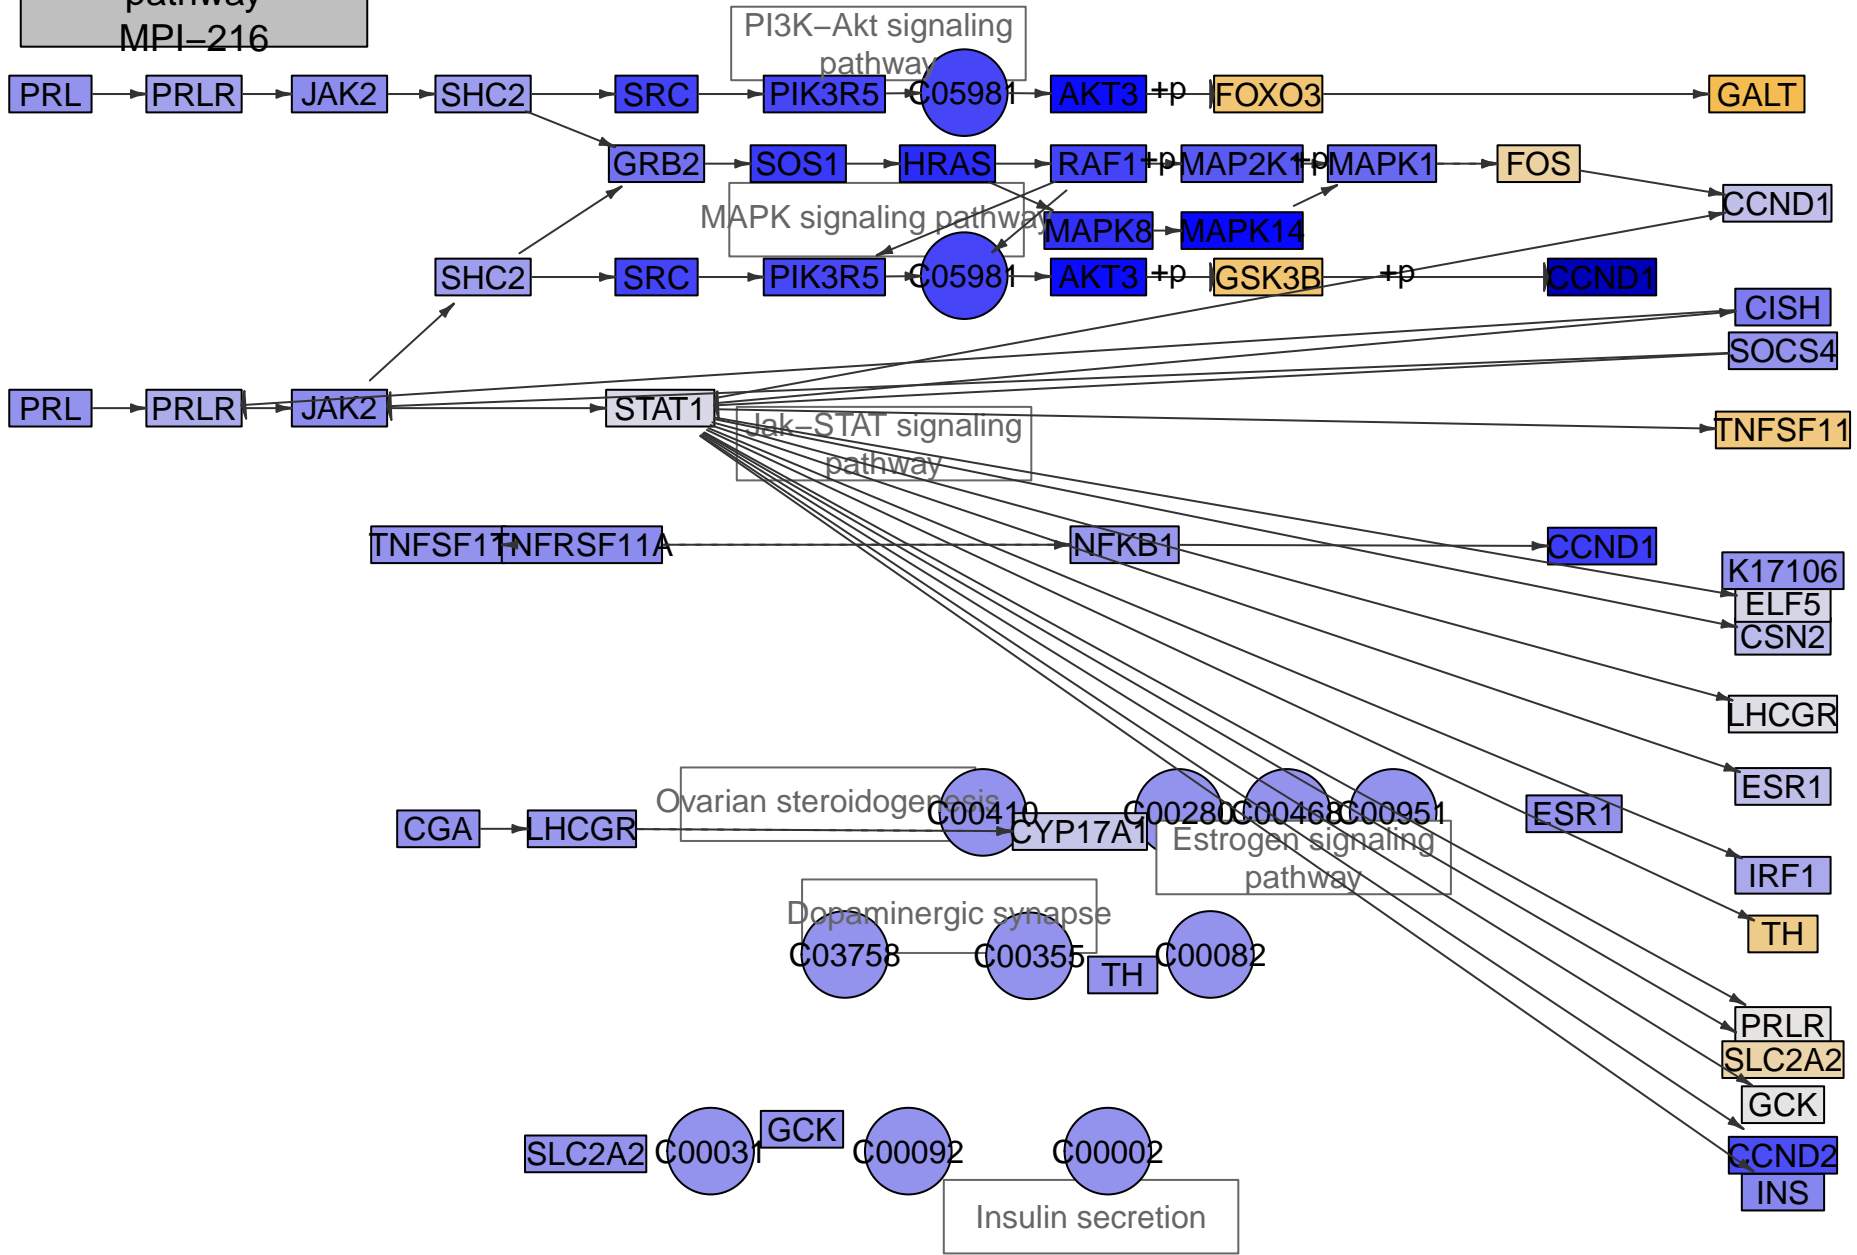 pathway
MPI−216
PI3K−Akt signaling
pathway
PRL
PRLR
JAK2
SHC2
SRC
PIK3R5
C05981
AKT3
+p
FOXO3
GALT
GRB2
SOS1
HRAS
RAF1
+p
MAP2K1
+p
MAPK1
FOS
CCND1
MAPK signaling pathway
MAPK8
MAPK14
SHC2
SRC
PIK3R5
C05981
AKT3
+p
GSK3B
+p
CCND1
CISH
SOCS4
PRL
PRLR
JAK2
STAT1
Jak−STAT signaling
pathway
TNFSF11
TNFSF11
TNFRSF11A
NFKB1
CCND1
K17106
ELF5
CSN2
LHCGR
ESR1
Ovarian steroidogenesis
C00410
C00280
C00468
C00951
ESR1
CGA
LHCGR
CYP17A1
Estrogen signaling
pathway
IRF1
Dopaminergic synapse
TH
C03758
C00355
TH
C00082
PRLR
SLC2A2
GCK
SLC2A2
C00031
GCK
C00092
C00002
CCND2
INS
Insulin secretion